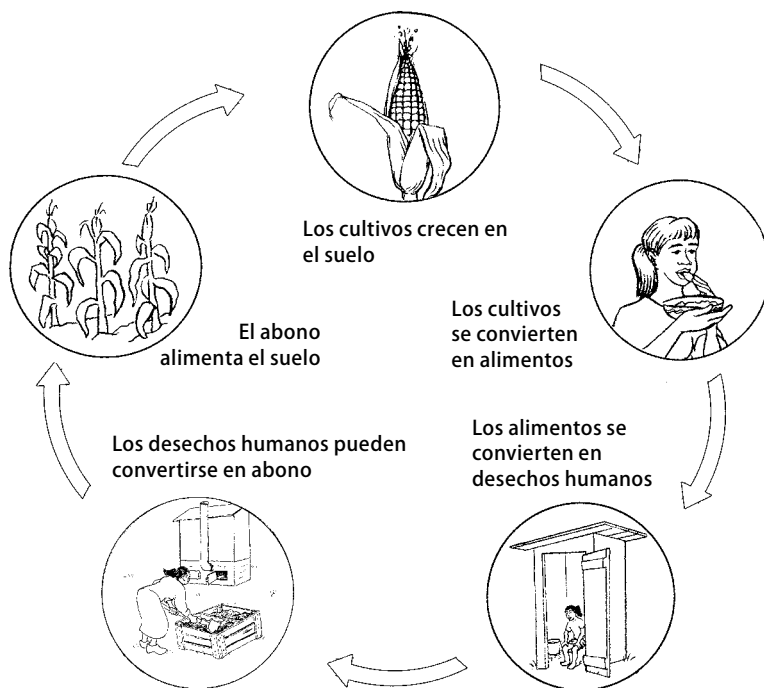 Los cultivos crecen en
el suelo
Los cultivos
se convierten
en alimentos
Los alimentos se
convierten en
desechos humanos
Los desechos humanos pueden
convertirse en abono
El abono
alimenta el suelo